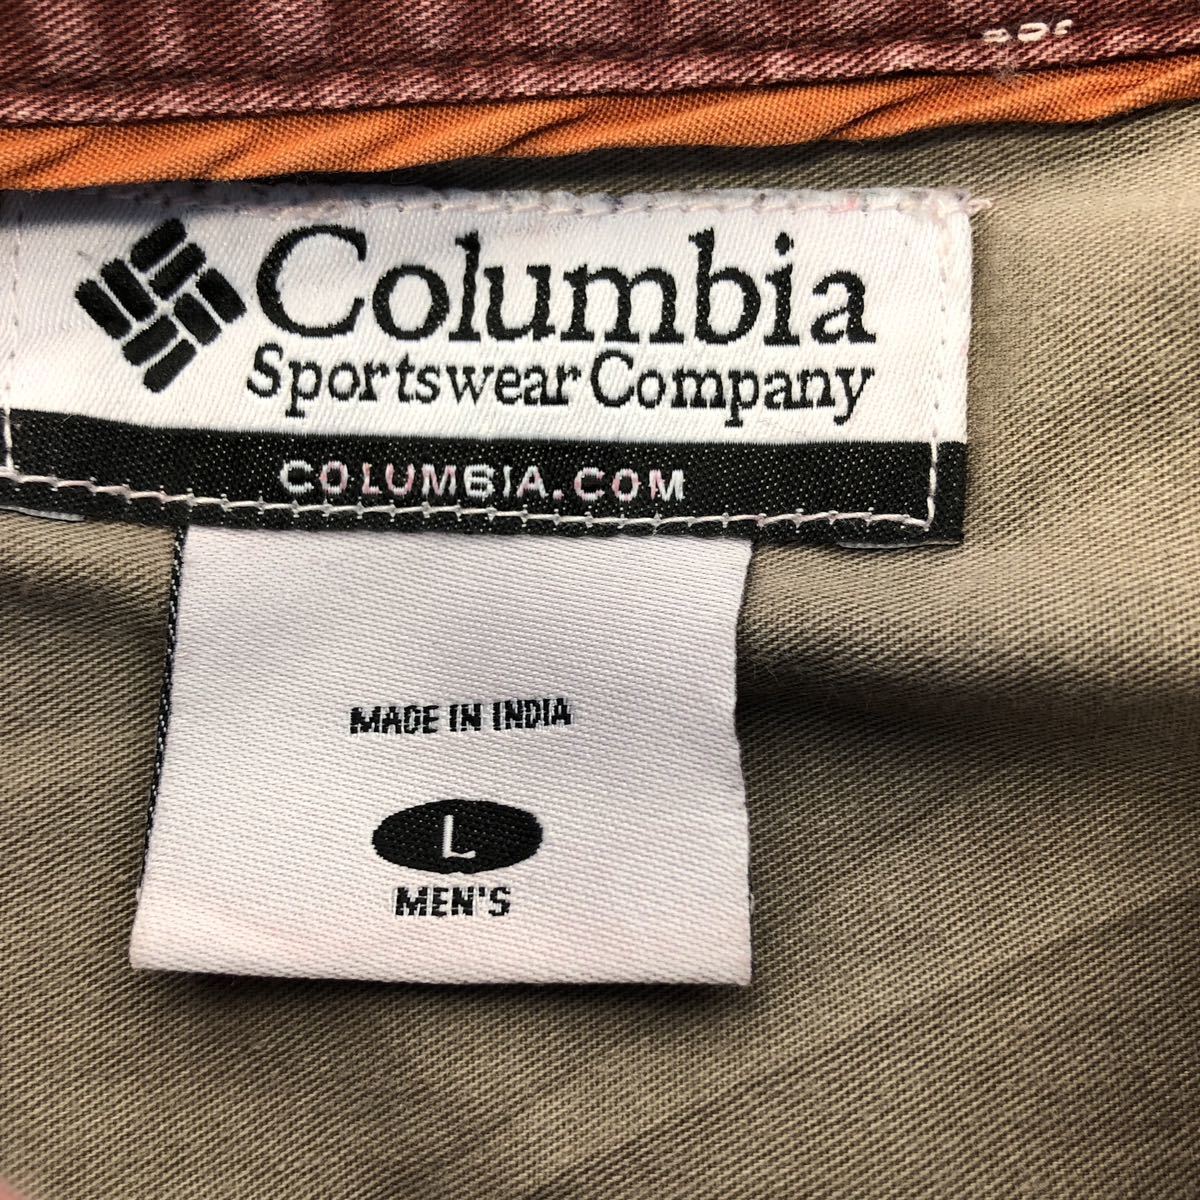 Columbia
Sportswear Company
COLUMBIA.COM
MADE IN INDIA
L
MEN'S